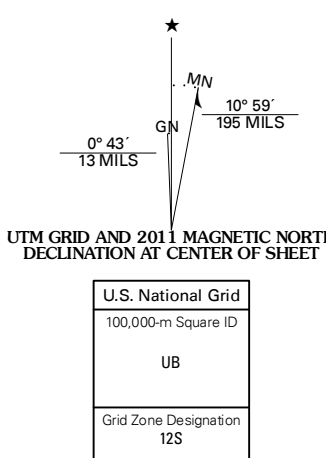 ★
MN
10° 59´
195 MILS
GN
0° 43´
13 MILS
UTM GRID AND 2011 MAGNETIC NORTH
DECLINATION AT CENTER OF SHEET
U.S. National Grid
100,000-m Square ID
UB
Grid Zone Designation
12S